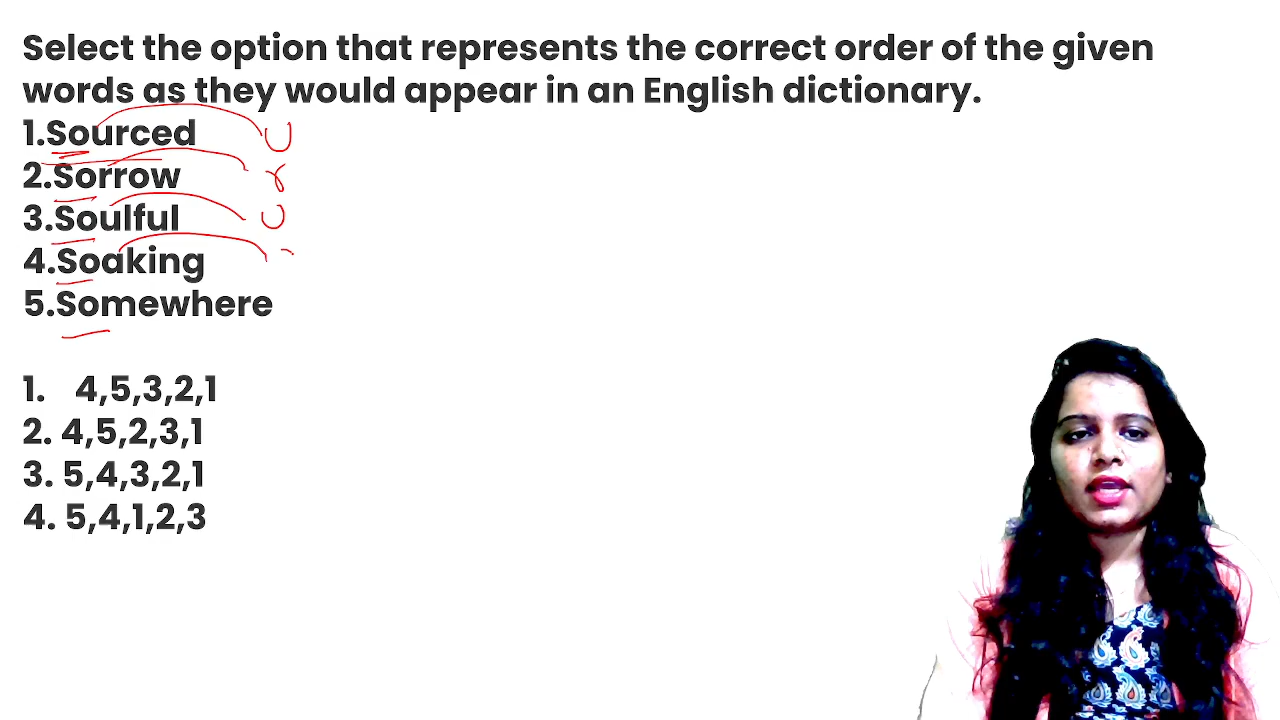 Select the option that represents the correct order of the given
words as they would appear in an English dictionary.
1.Sourced U
2.Sorrow r
3.Soulful U
4.Soaking
5.Somewhere
1. 4,5,3,2,1
2. 4,5,2,3,1
3. 5,4,3,2,1
4. 5,4,1,2,3